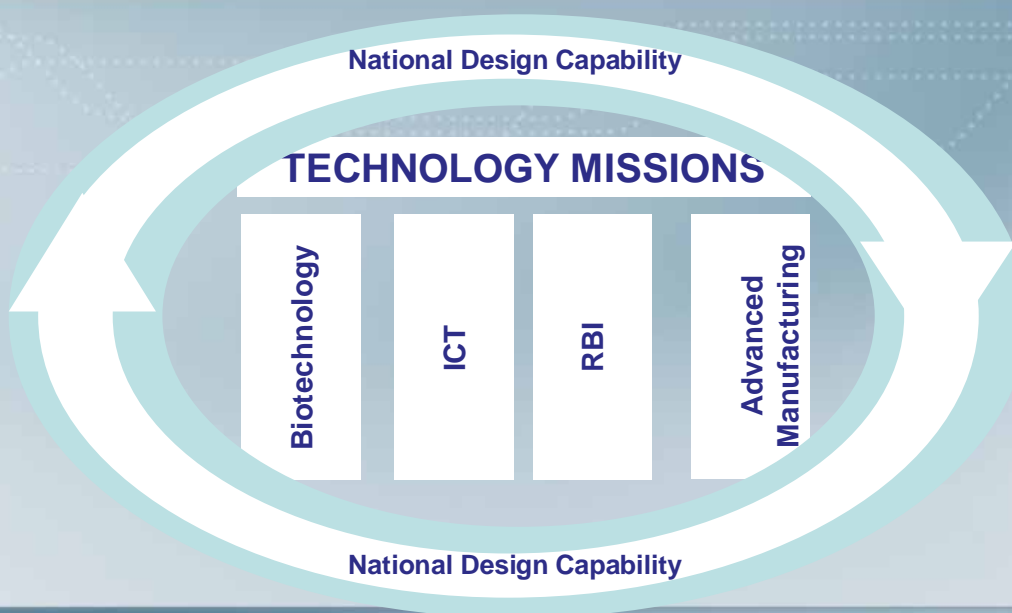 National Design Capability
TECHNOLOGY MISSIONS
Biotechnology
ICT
RBI
Advanced
Manufacturing
National Design Capability